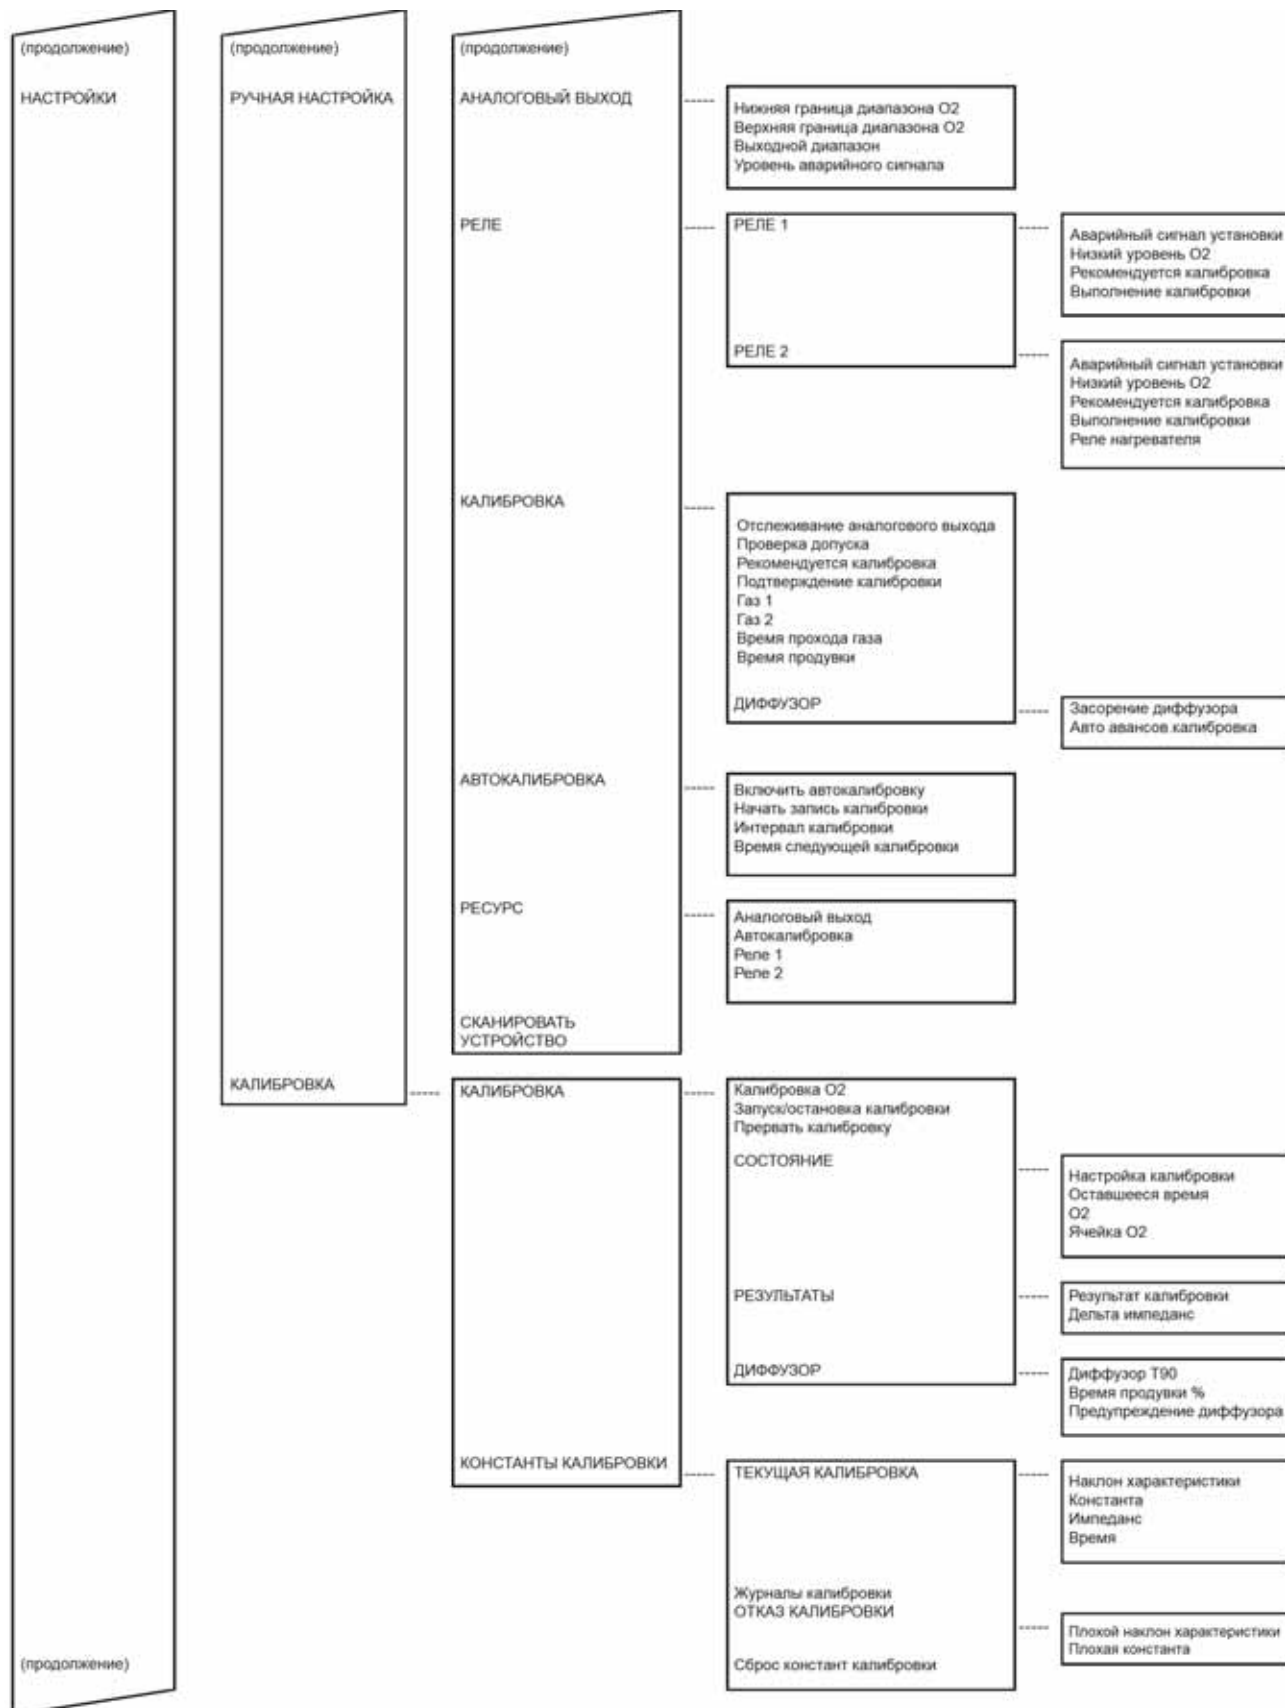 (продолжение)
НАСТРОЙКИ
(продолжение)
(продолжение)
РУЧНАЯ НАСТРОЙКА
КАЛИБРОВКА
(продолжение)
АНАЛОГОВЫЙ ВЫХОД
Нижняя граница диапазона O2
Верхняя граница диапазона O2
Выходной диапазон
Уровень аварийного сигнала
РЕЛЕ
РЕЛЕ 1
Аварийный сигнал установки
Низкий уровень O2
Рекомендуется калибровка
Выполнение калибровки
РЕЛЕ 2
Аварийный сигнал установки
Низкий уровень O2
Рекомендуется калибровка
Выполнение калибровки
Реле нагревателя
КАЛИБРОВКА
Отслеживание аналогового выхода
Проверка допуска
Рекомендуется калибровка
Подтверждение калибровки
Газ 1
Газ 2
Время прохода газа
Время продувки
ДИФФУЗОР
Засорение диффузора
Авто авансов.калибровка
АВТОКАЛИБРОВКА
Включить автокалибровку
Начать запись калибровки
Интервал калибровки
Время следующей калибровки
РЕСУРС
Аналоговый выход
Автокалибровка
Реле 1
Реле 2
СКАНИРОВАТЬ
УСТРОЙСТВО
КАЛИБРОВКА
Калибровка O2
Запуск/остановка калибровки
Прервать калибровку
СОСТОЯНИЕ
Настройка калибровки
Оставшееся время
O2
Ячейка O2
РЕЗУЛЬТАТЫ
Результат калибровки
Дельта импеданс
ДИФФУЗОР
Диффузор T90
Время продувки %
Предупреждение диффузора
КОНСТАНТЫ КАЛИБРОВКИ
ТЕКУЩАЯ КАЛИБРОВКА
Наклон характеристики
Константа
Импеданс
Время
Журналы калибровки
ОТКАЗ КАЛИБРОВКИ
Плохой наклон характеристики
Плохая константа
Сброс констант калибровки